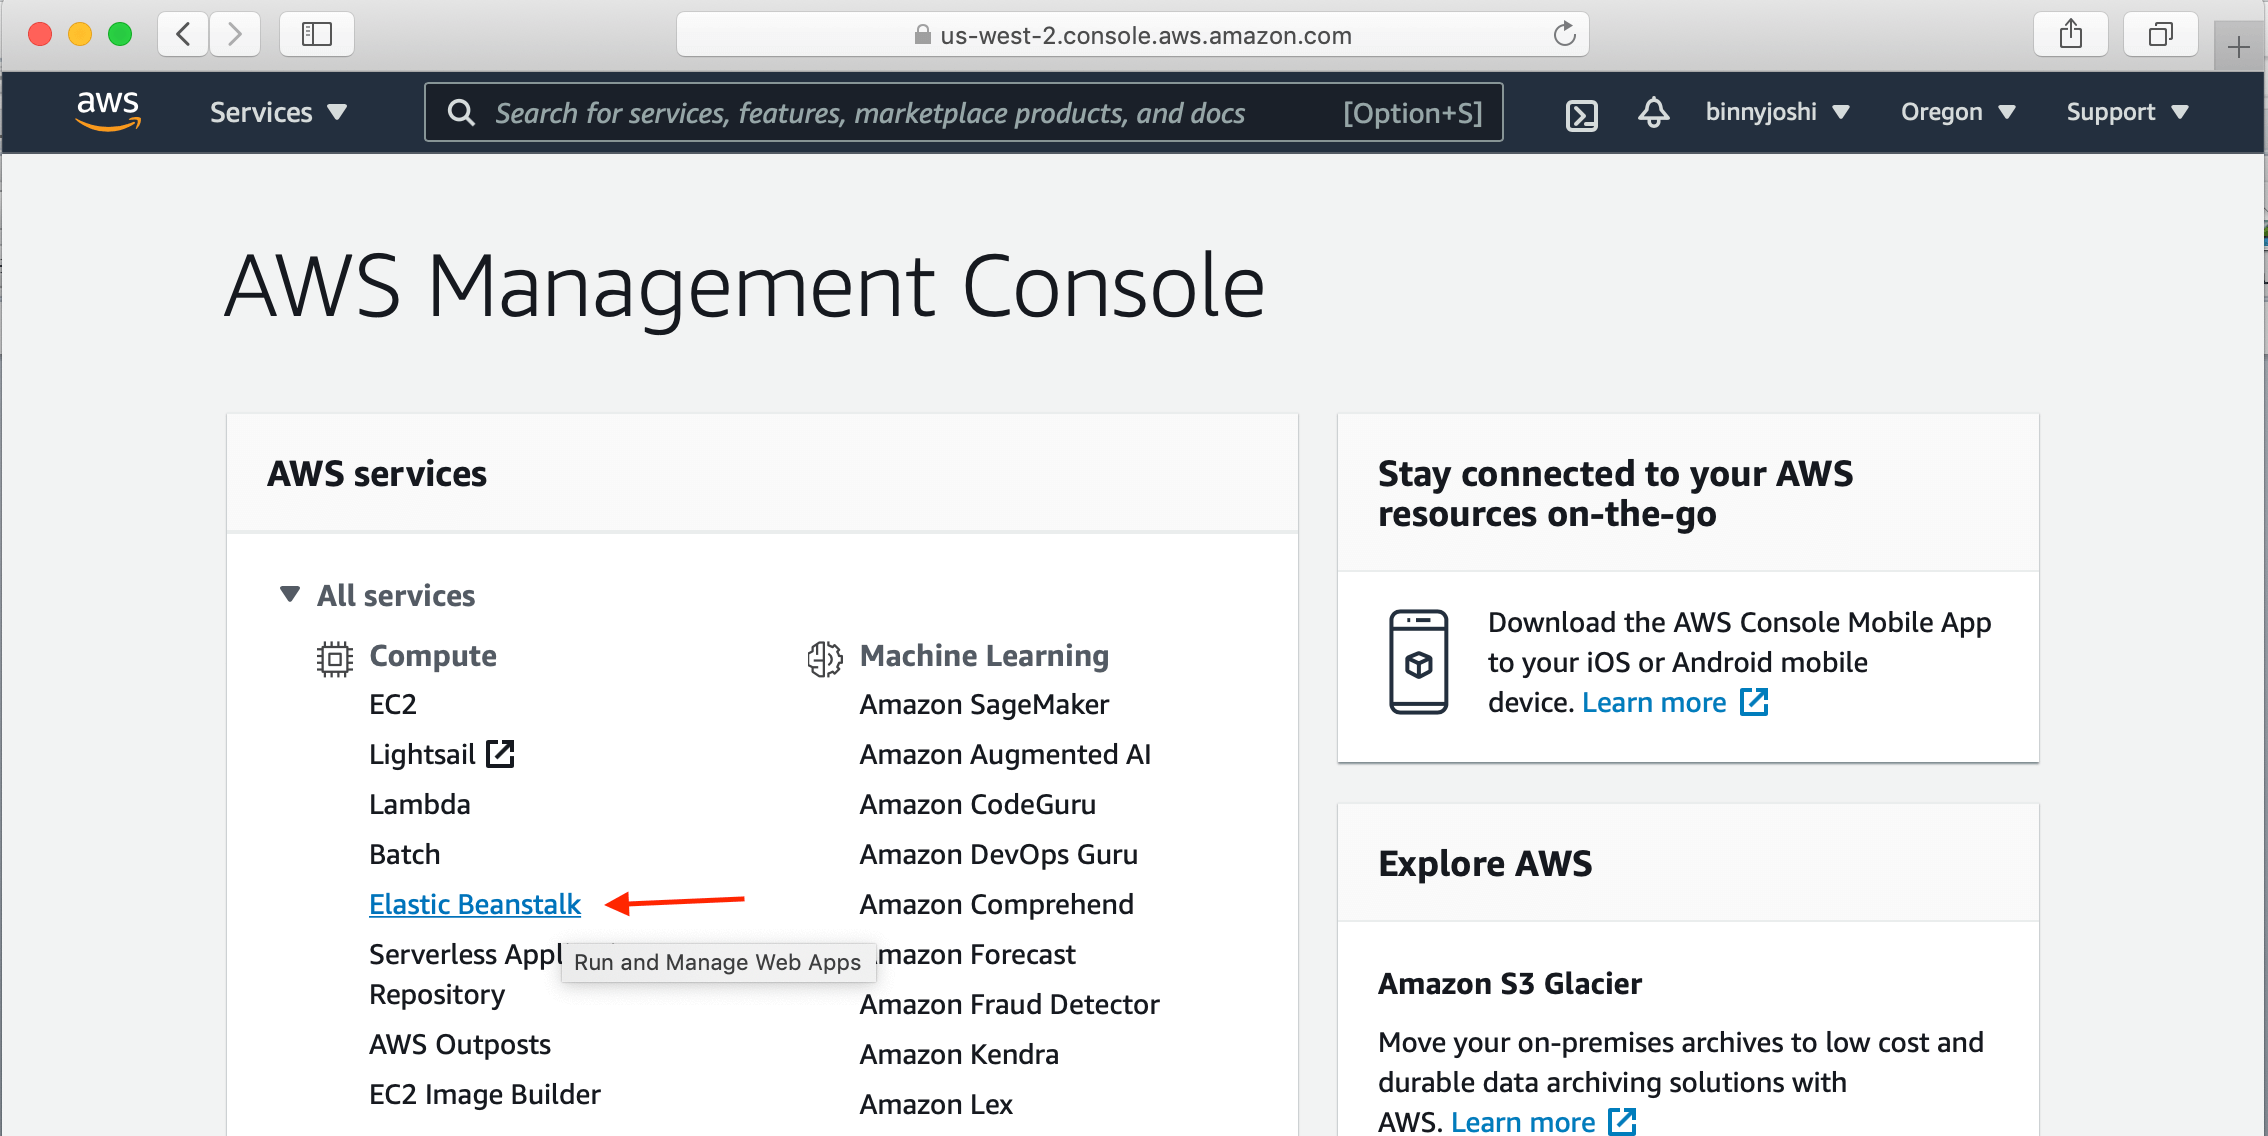 us-west-2.console.aws.amazon.com
aws
Services
Search for services, features, marketplace products, and docs
[Option+S]
binnyjoshi
Oregon
Support
AWS Management Console
AWS services
All services
Compute
EC2
Lightsail
Lambda
Batch
Elastic Beanstalk
Run and Manage Web Apps
Serverless
Repository
AWS Outposts
EC2 Image Builder
Machine Learning
Amazon SageMaker
Amazon Augmented AI
Amazon CodeGuru
Amazon DevOps Guru
Amazon Comprehend
mazon Forecast
Amazon Fraud Detector
Amazon Kendra
Amazon Lex
Stay connected to your AWS
resources on-the-go
Download the AWS Console Mobile App
to your iOS or Android mobile
device. Learn more
Explore AWS
Amazon S3 Glacier
Move your on-premises archives to low cost and
durable data archiving solutions with
AWS. Learn more